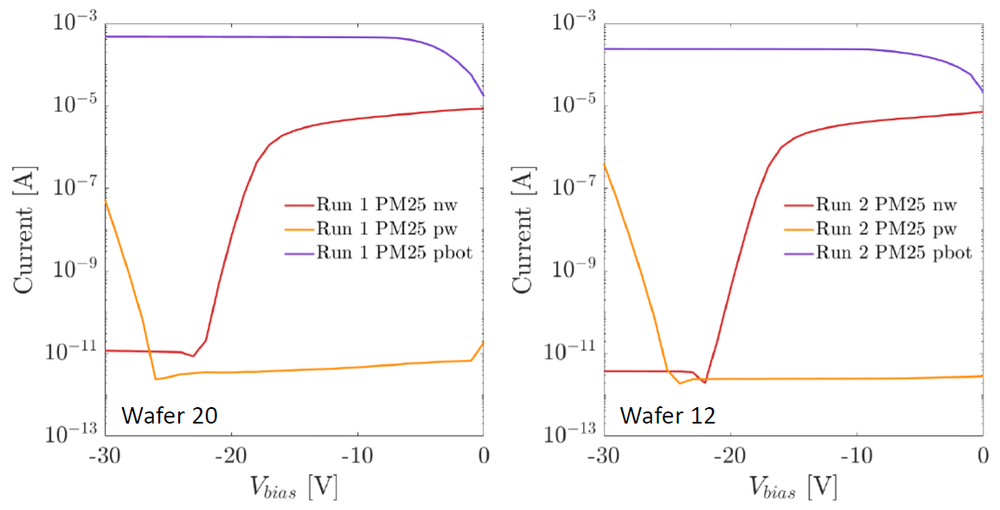 10⁻³
10⁻⁵
10⁻⁷
10⁻⁹
10⁻¹¹
10⁻¹³
Current [A]
Run 1 PM25 nw
Run 1 PM25 pw
Run 1 PM25 pbot
Wafer 20
-30 -20 -10 0
V_bias [V]
10⁻³
10⁻⁵
10⁻⁷
10⁻⁹
10⁻¹¹
10⁻¹³
Current [A]
Run 2 PM25 nw
Run 2 PM25 pw
Run 2 PM25 pbot
Wafer 12
-30 -20 -10 0
V_bias [V]